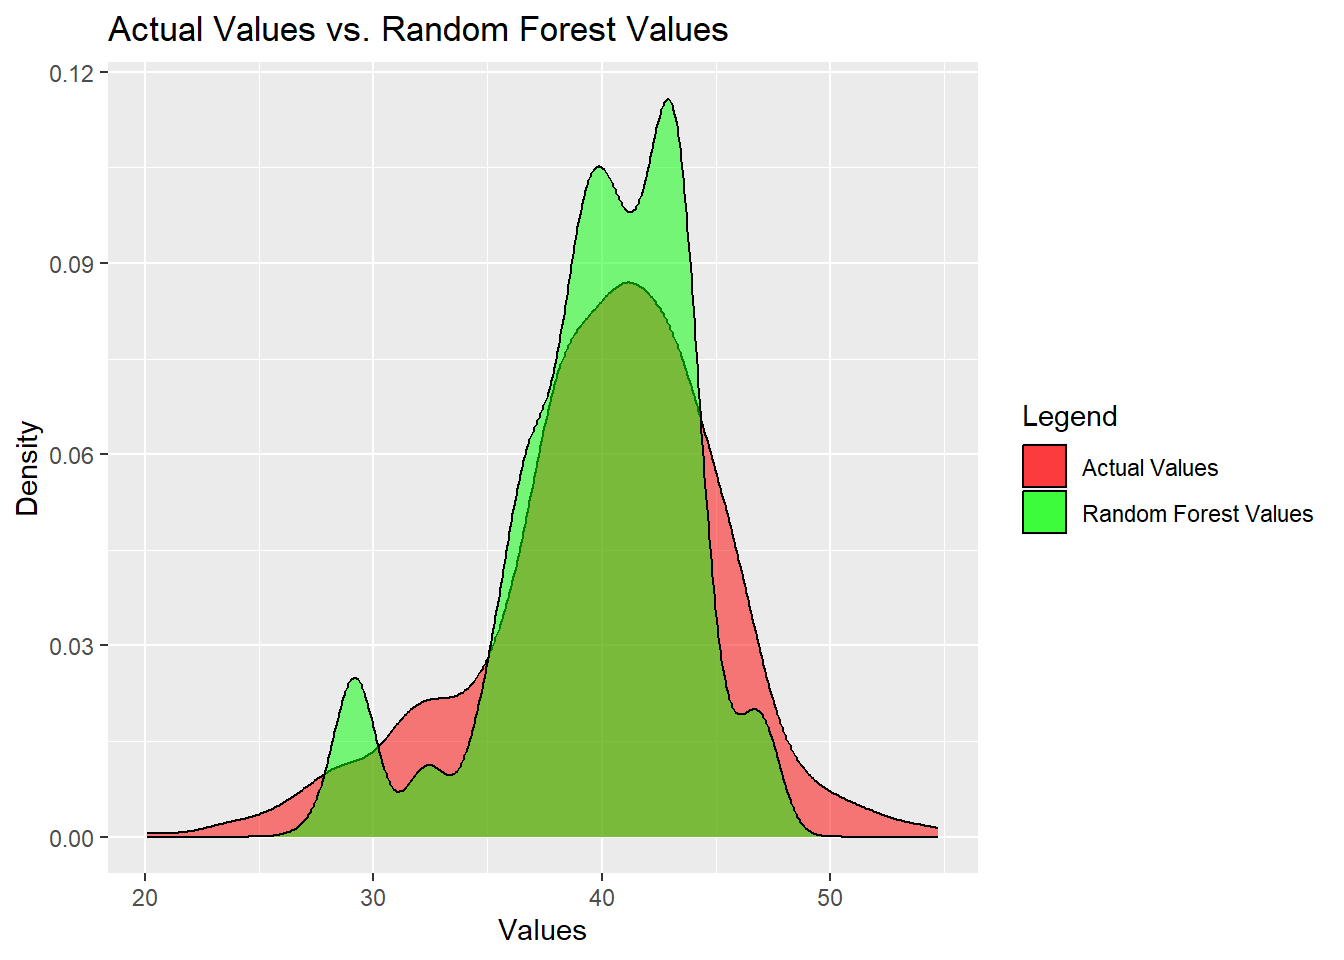 Actual Values vs. Random Forest Values
0.12
0.09
0.06
0.03
0.00
Density
20 30 40 50
Values
Legend
Actual Values
Random Forest Values